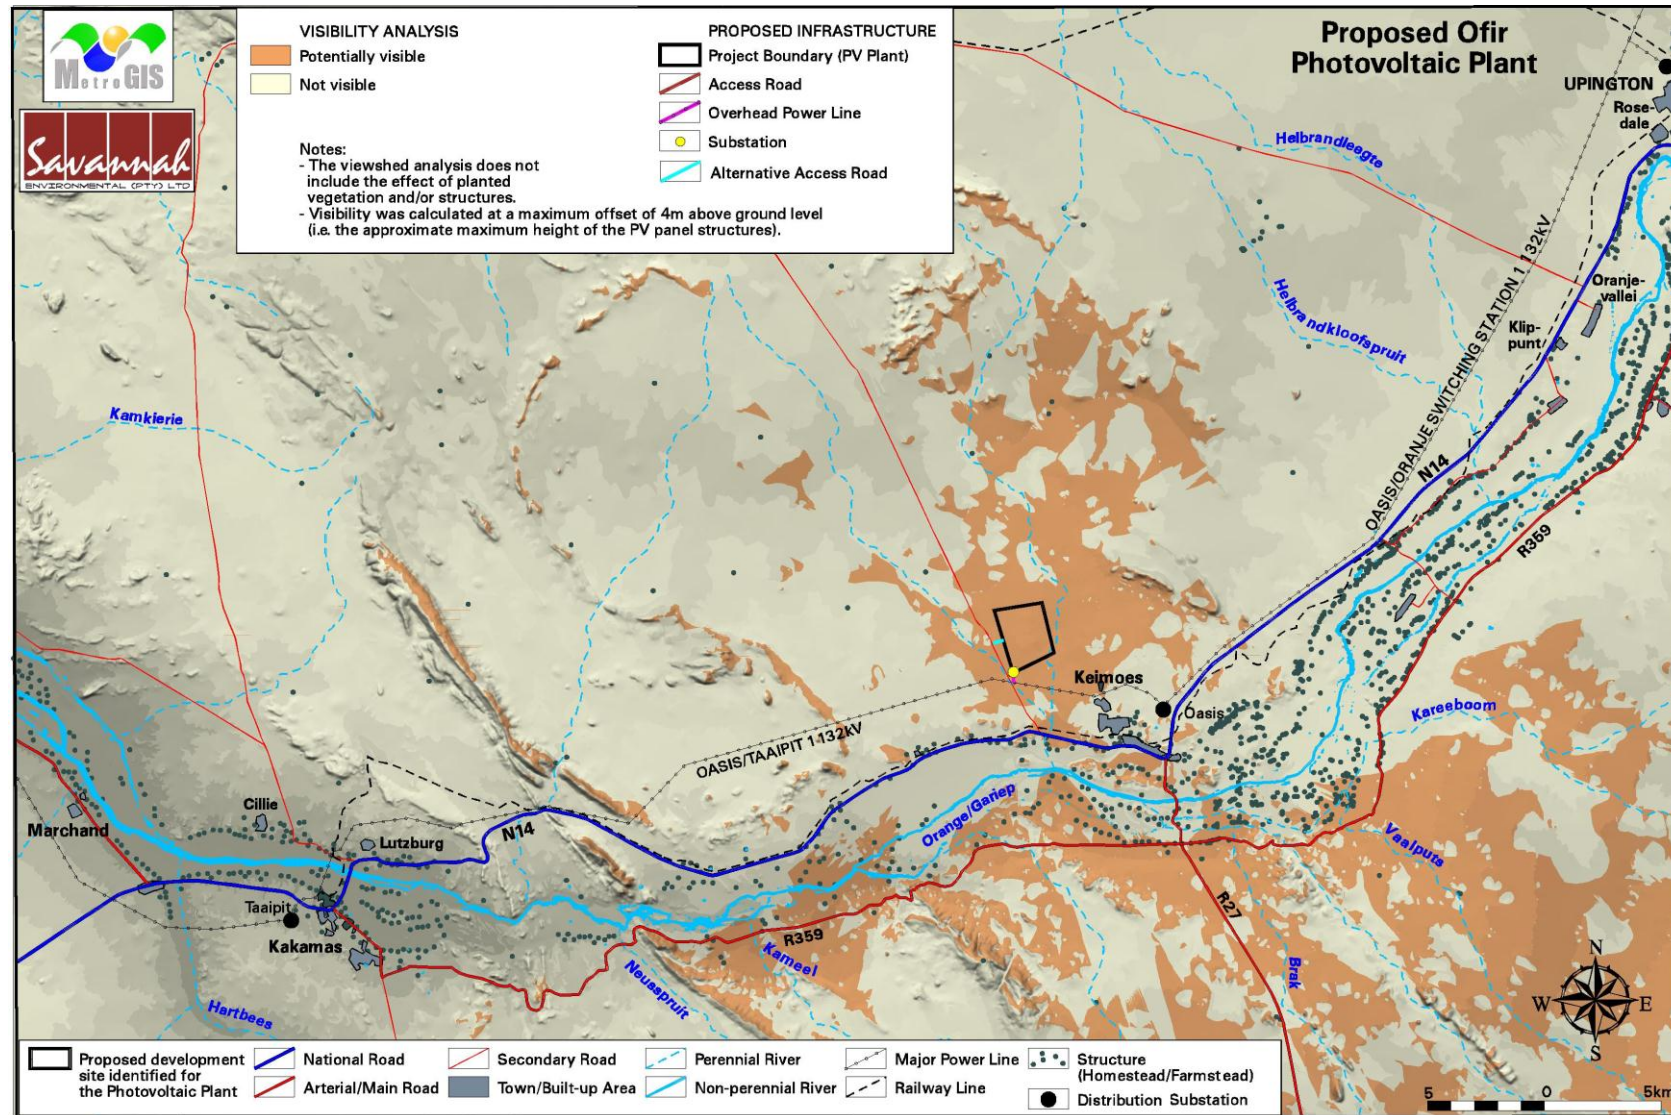 MetroGIS
Savannah
ENVIRONMENTAL (PTY) LTD
VISIBILITY ANALYSIS
Potentially visible
Not visible
Notes:
- The viewshed analysis does not
include the effect of planted
vegetation and/or structures.
- Visibility was calculated at a maximum offset of 4m above ground level
(i.e. the approximate maximum height of the PV panel structures).
PROPOSED INFRASTRUCTURE
Project Boundary (PV Plant)
Access Road
Overhead Power Line
Substation
Alternative Access Road
Proposed Ofir
Photovoltaic Plant
UPINGTON
Rose-
dale
Helbrandleegte
Helbrandkloofspruit
OASIS/ORANJE SWITCHING STATION 1 132kV
Oranje-
vallei
Klip-
punt
N14
R359
Kamkierie
Keimoes
Oasis
Kareeboom
OASIS/TAAIPIT 1 132kV
Orange/Gariep
Vaalputs
Cillie
Marchand
Lutzburg
N14
Taaipit
Kakamas
R27
R359
Kameel
Neusspruit
Brak
Hartbees
N
W
E
S
Proposed development
site identified for
the Photovoltaic Plant
National Road
Arterial/Main Road
Secondary Road
Town/Built-up Area
Perennial River
Non-perennial River
Major Power Line
Railway Line
Structure
(Homestead/Farmstead)
Distribution Substation
5 0 5km